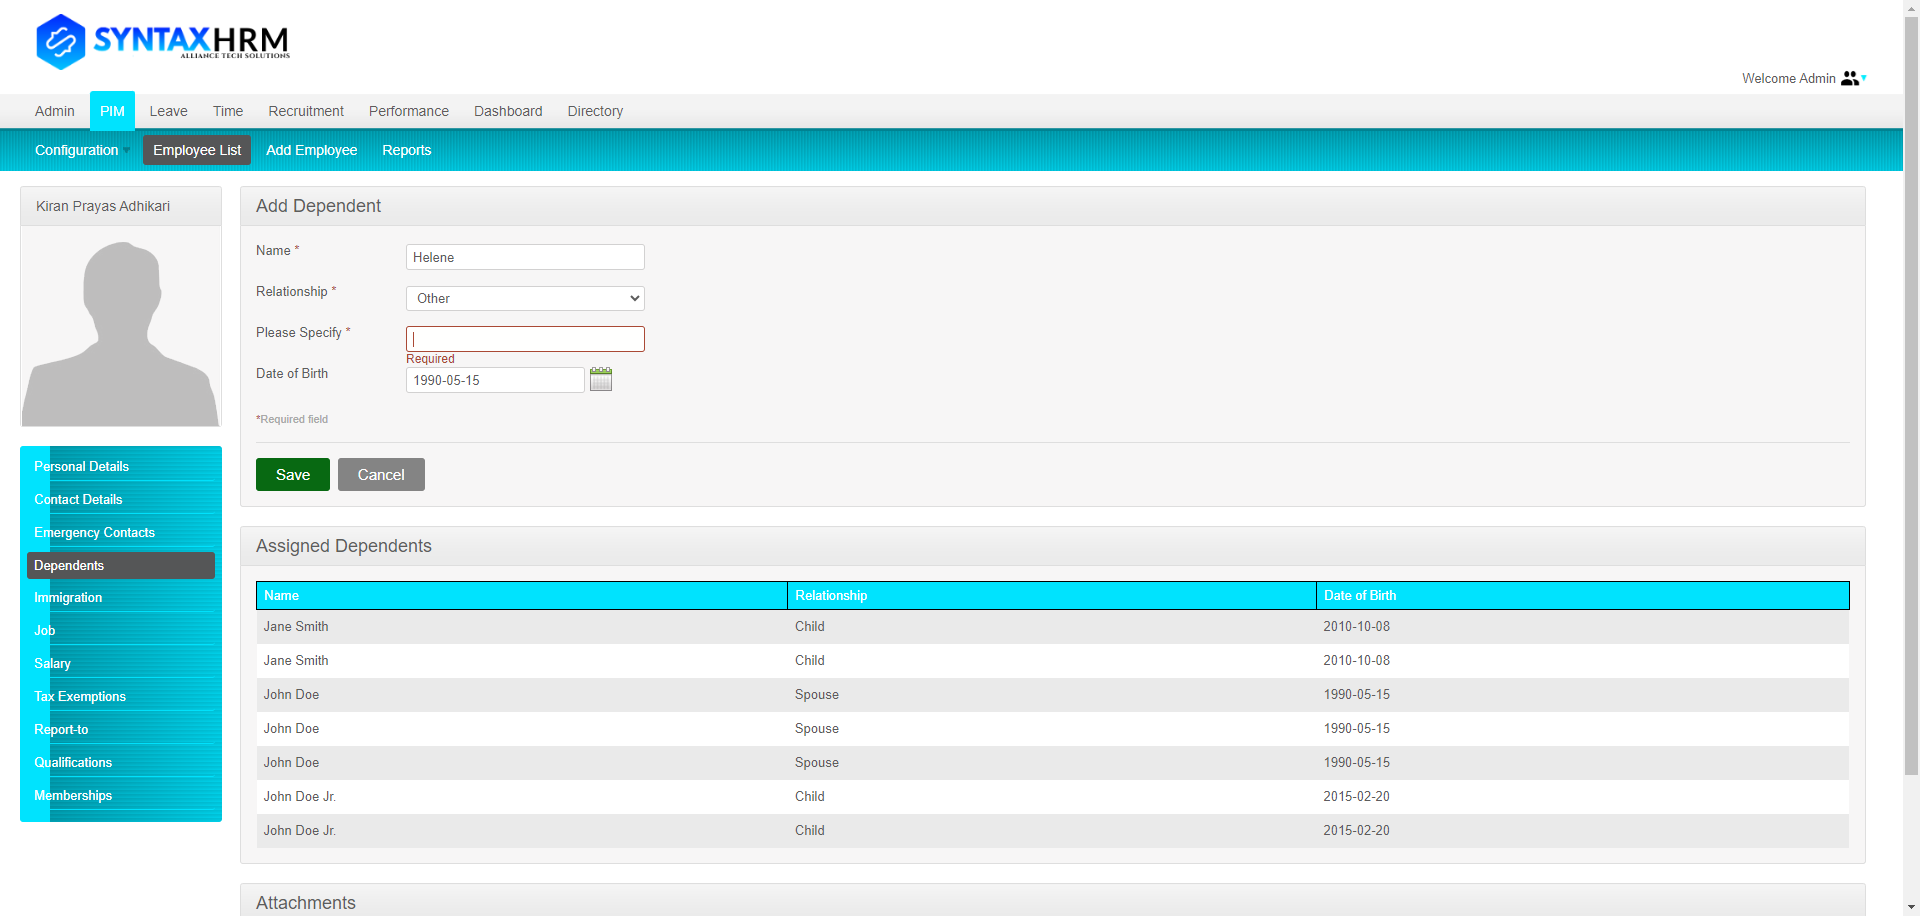 SYNTAXHRM
ALLIANCE TECH SOLUTIONS
Welcome Admin
Admin PIM Leave Time Recruitment Performance Dashboard Directory
Configuration Employee List Add Employee Reports
Kiran Prayas Adhikari
Personal Details
Contact Details
Emergency Contacts
Dependents
Immigration
Job
Salary
Tax Exemptions
Report-to
Qualifications
Memberships
Add Dependent
Name * Helene
Relationship * Other
Please Specify *
Required
Date of Birth 1990-05-15
*Required field
Save Cancel
Assigned Dependents
Name Relationship Date of Birth
Jane Smith Child 2010-10-08
Jane Smith Child 2010-10-08
John Doe Spouse 1990-05-15
John Doe Spouse 1990-05-15
John Doe Spouse 1990-05-15
John Doe Jr. Child 2015-02-20
John Doe Jr. Child 2015-02-20
Attachments